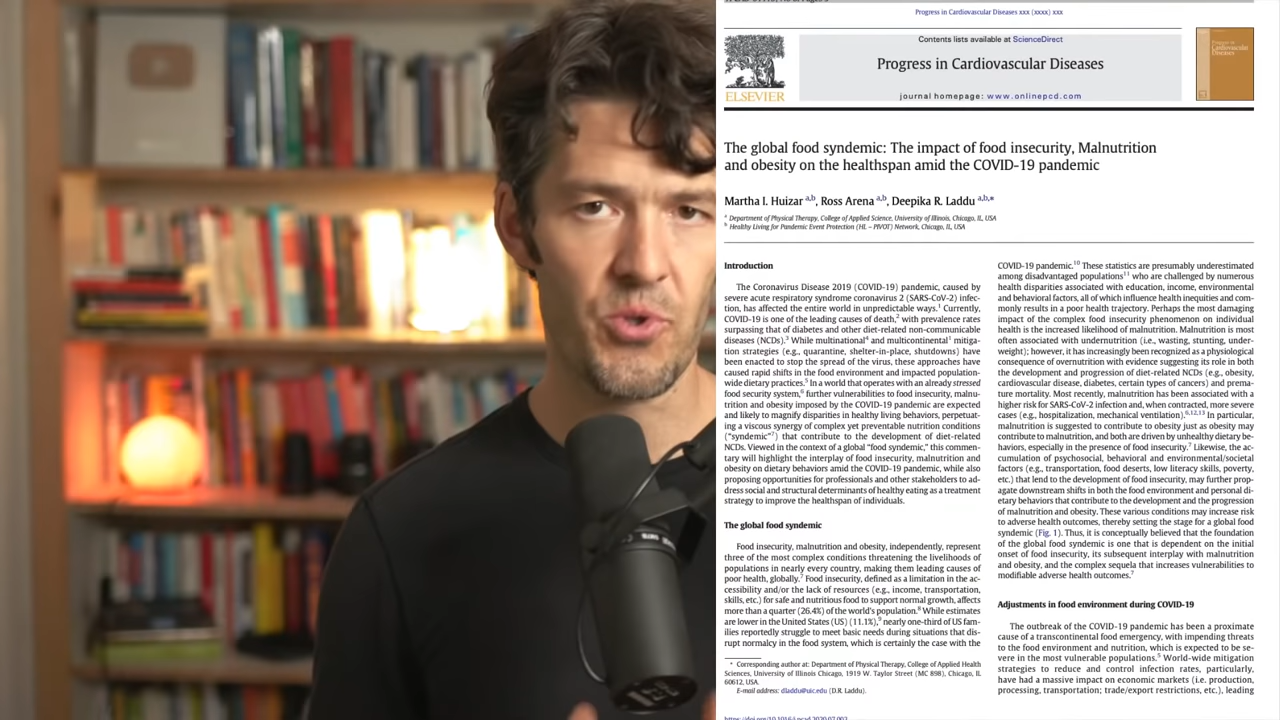 Progress in Cardiovascular Diseases xxx (xxxx) xxx
Contents lists available at ScienceDirect
Progress in Cardiovascular Diseases
journal homepage: www.onlinepcd.com
ELSEVIER
Progress in
Cardiovascular
Diseases
The global food syndemic: The impact of food insecurity, Malnutrition
and obesity on the healthspan amid the COVID-19 pandemic
Martha I. Huizar a,b, Ross Arena a,b, Deepika R. Laddu a,b,*
a Department of Physical Therapy, College of Applied Science, University of Illinois, Chicago, IL, USA
b Healthy Living for Pandemic Event Protection (HL – PIVOT) Network, Chicago, IL, USA
Introduction
The Coronavirus Disease 2019 (COVID-19) pandemic, caused by
severe acute respiratory syndrome coronavirus 2 (SARS-CoV-2) infec-
tion, has affected the entire world in unpredictable ways.1 Currently,
COVID-19 is one of the leading causes of death,2 with prevalence rates
surpassing that of diabetes and other diet-related non-communicable
diseases (NCDs).3 While multinational4 and multicontinental1 mitiga-
tion strategies (e.g., quarantine, shelter-in-place, shutdowns) have
been enacted to stop the spread of the virus, these approaches have
caused rapid shifts in the food environment and impacted population-
wide dietary practices.5 In a world that operates with an already stressed
food security system,6 further vulnerabilities to food insecurity, malnu-
trition and obesity imposed by the COVID-19 pandemic are expected
and likely to magnify disparities in healthy living behaviors, perpetuat-
ing a viscous synergy of complex yet preventable nutrition conditions
("syndemic"7) that contribute to the development of diet-related
NCDs. Viewed in the context of a global "food syndemic," this commen-
tary will highlight the interplay of food insecurity, malnutrition and
obesity on dietary behaviors amid the COVID-19 pandemic, while also
proposing opportunities for professionals and other stakeholders to ad-
dress social and structural determinants of healthy eating as a treatment
strategy to improve the healthspan of individuals.
The global food syndemic
Food insecurity, malnutrition and obesity, independently, represent
three of the most complex conditions threatening the livelihoods of
populations in nearly every country, making them leading causes of
poor health, globally.7 Food insecurity, defined as a limitation in the ac-
cessibility and/or the lack of resources (e.g., income, transportation,
skills, etc.) for safe and nutritious food to support normal growth, affects
more than a quarter (26.4%) of the world's population.8 While estimates
are lower in the United States (US) (11.1%),9 nearly one-third of US fam-
ilies reportedly struggle to meet basic needs during situations that dis-
rupt normalcy in the food system, which is certainly the case with the
* Corresponding author at: Department of Physical Therapy, College of Applied Health
Sciences, University of Illinois Chicago, 1919 W. Taylor Street (MC 898), Chicago, IL
60612, USA.
E-mail address: dladdu@uic.edu (D.R. Laddu).
COVID-19 pandemic.10 These statistics are presumably underestimated
among disadvantaged populations11 who are challenged by numerous
health disparities associated with education, income, environmental
and behavioral factors, all of which influence health inequities and com-
monly results in a poor health trajectory. Perhaps the most damaging
impact of the complex food insecurity phenomenon on individual
health is the increased likelihood of malnutrition. Malnutrition is most
often associated with undernutrition (i.e., wasting, stunting, under-
weight); however, it has increasingly been recognized as a physiological
consequence of overnutrition with evidence suggesting its role in both
the development and progression of diet-related NCDs (e.g., obesity,
cardiovascular disease, diabetes, certain types of cancers) and prema-
ture mortality. Most recently, malnutrition has been associated with a
higher risk for SARS-CoV-2 infection and, when contracted, more severe
cases (e.g., hospitalization, mechanical ventilation).6,12,13 In particular,
malnutrition is suggested to contribute to obesity just as obesity may
contribute to malnutrition, and both are driven by unhealthy dietary be-
haviors, especially in the presence of food insecurity.7 Likewise, the ac-
cumulation of psychosocial, behavioral and environmental/societal
factors (e.g., transportation, food deserts, low literacy skills, poverty,
etc.) that lend to the development of food insecurity, may further prop-
agate downstream shifts in both the food environment and personal di-
etary behaviors that contribute to the development and the progression
of malnutrition and obesity. These various conditions may increase risk
to adverse health outcomes, thereby setting the stage for a global food
syndemic (Fig. 1). Thus, it is conceptually believed that the foundation
of the global food syndemic is one that is dependent on the initial
onset of food insecurity, its subsequent interplay with malnutrition
and obesity, and the complex sequela that increases vulnerabilities to
modifiable adverse health outcomes.7
Adjustments in food environment during COVID-19
The outbreak of the COVID-19 pandemic has been a proximate
cause of a transcontinental food emergency, with impending threats
to the food environment and nutrition, which is expected to be se-
vere in the most vulnerable populations.5 World-wide mitigation
strategies to reduce and control infection rates, particularly,
have had a massive impact on economic markets (i.e. production,
processing, transportation; trade/export restrictions, etc.), leading